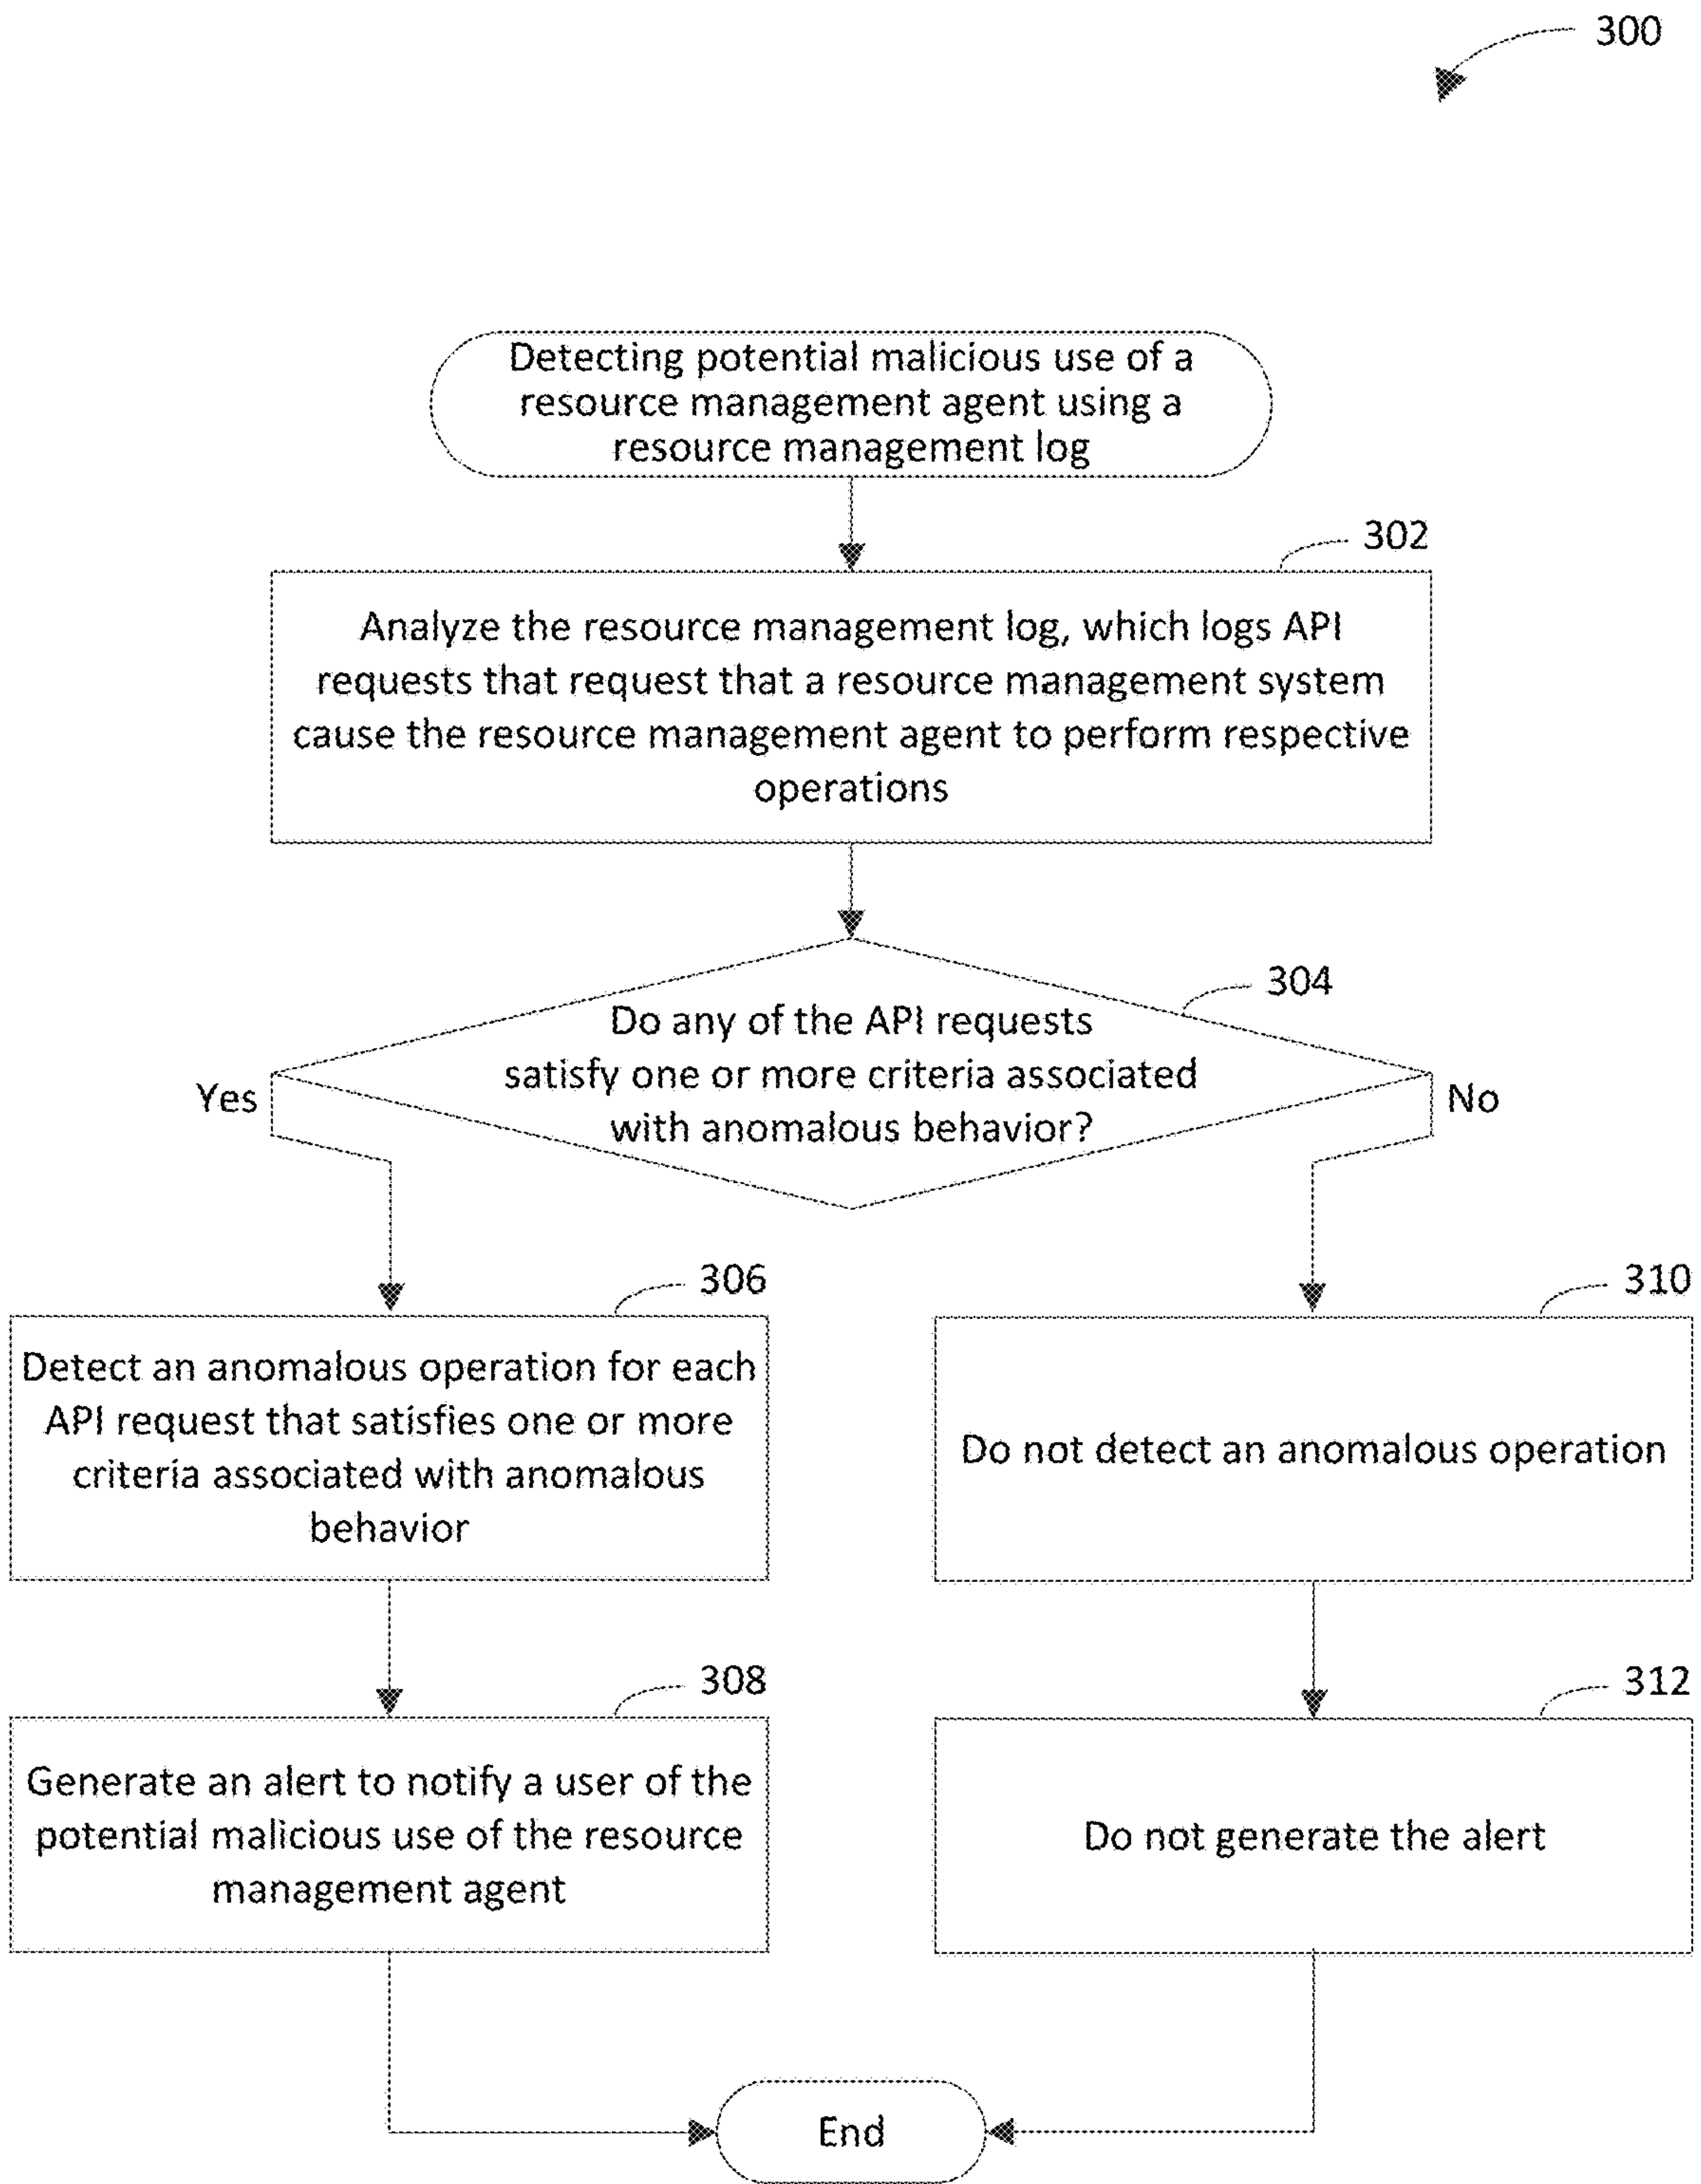 300
Detecting potential malicious use of a
resource management agent using a
resource management log
302
Analyze the resource management log, which logs API
requests that request that a resource management system
cause the resource management agent to perform respective
operations
304
Do any of the API requests
satisfy one or more criteria associated
with anomalous behavior?
Yes
No
306
Detect an anomalous operation for each
API request that satisfies one or more
criteria associated with anomalous
behavior
310
Do not detect an anomalous operation
308
Generate an alert to notify a user of the
potential malicious use of the resource
management agent
312
Do not generate the alert
End